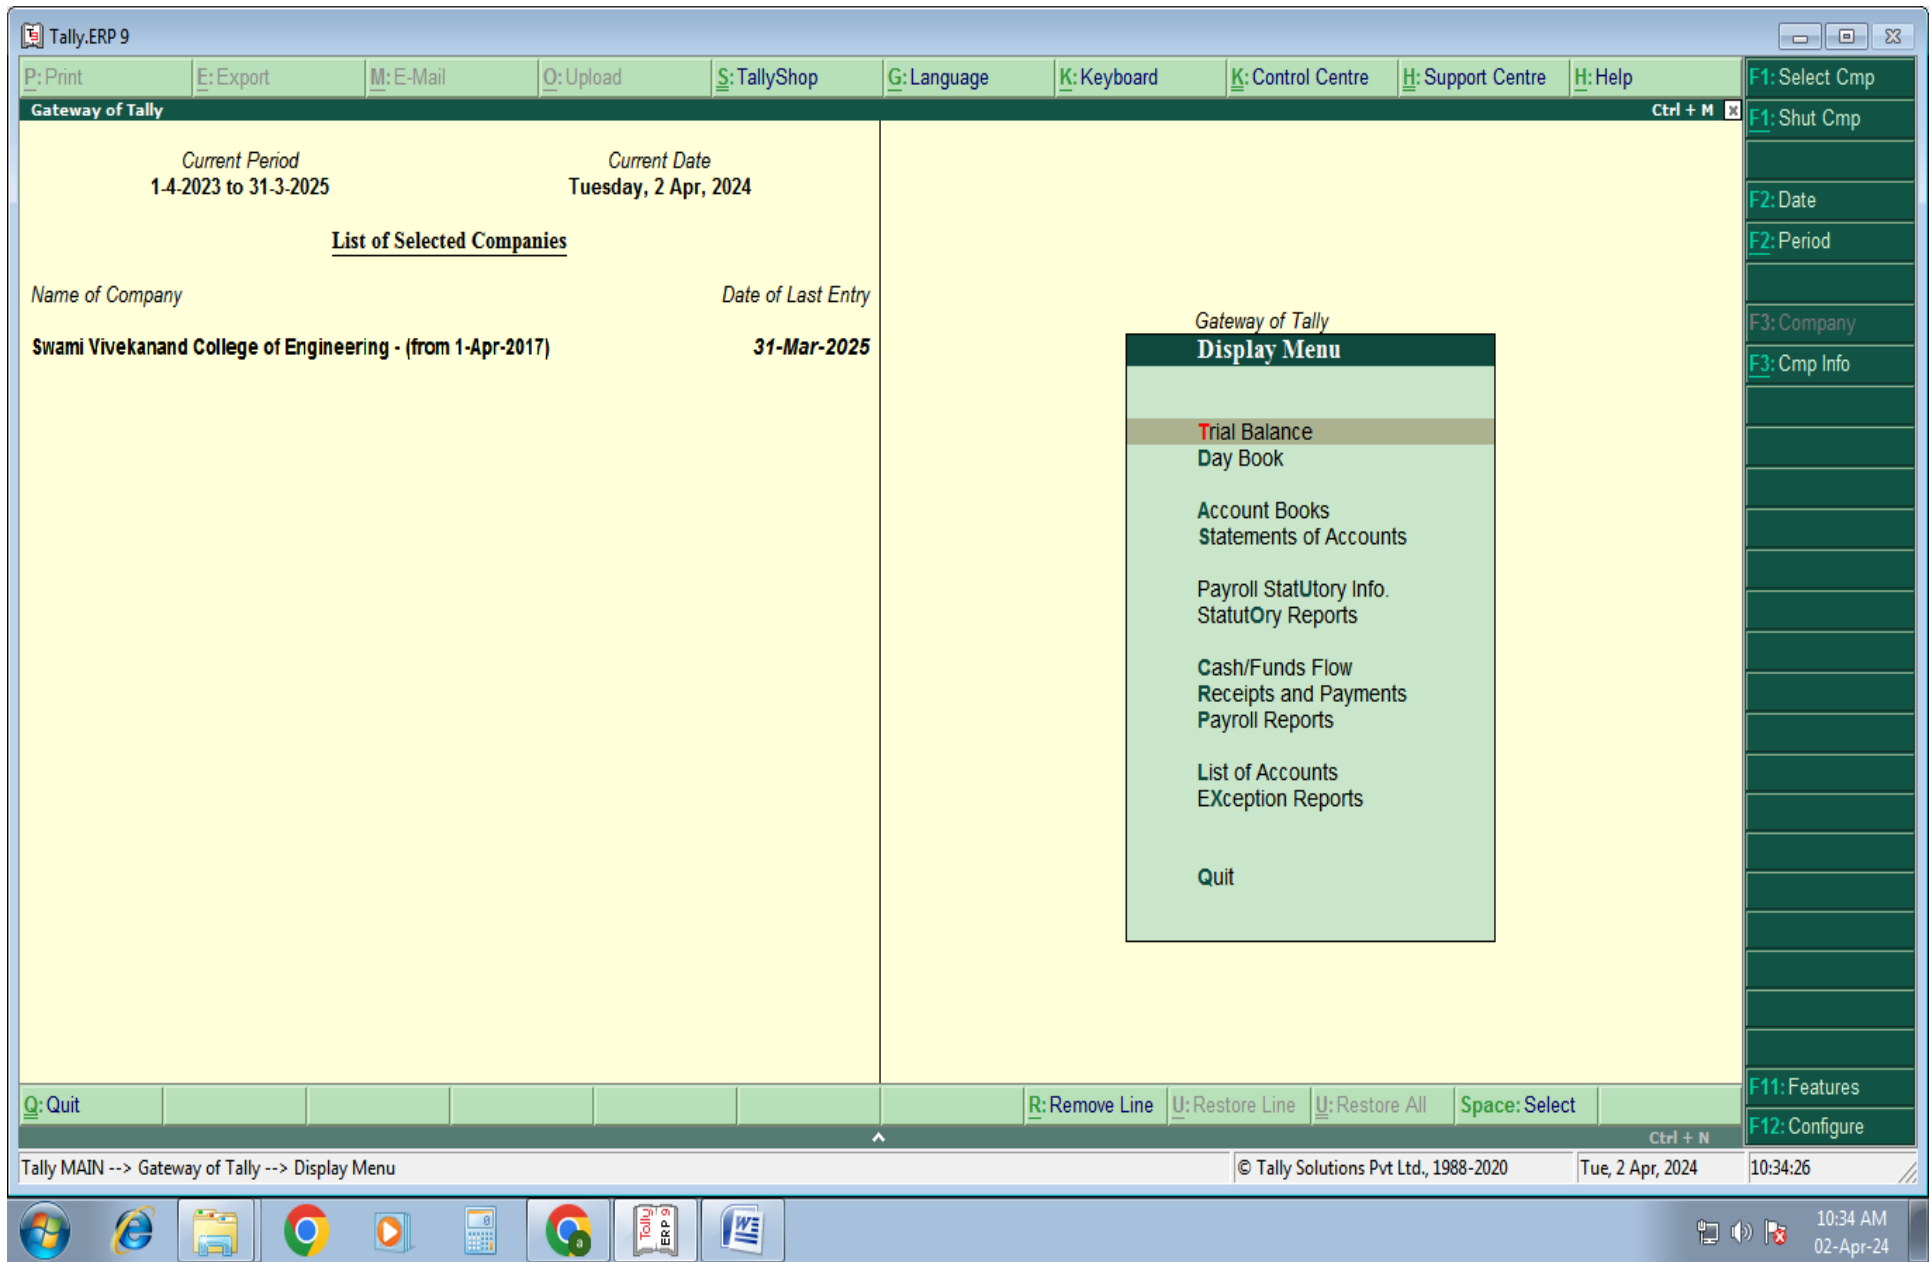 Tally.ERP 9
P: Print E: Export M: E-Mail O: Upload S: TallyShop G: Language K: Keyboard K: Control Centre H: Support Centre H: Help
Gateway of Tally Ctrl + M
Current Period Current Date
1-4-2023 to 31-3-2025 Tuesday, 2 Apr, 2024
List of Selected Companies
Name of Company Date of Last Entry
Swami Vivekanand College of Engineering - (from 1-Apr-2017) 31-Mar-2025
Gateway of Tally
Display Menu
Trial Balance
Day Book
Account Books
Statements of Accounts
Payroll StatUtory Info.
StatutOry Reports
Cash/Funds Flow
Receipts and Payments
Payroll Reports
List of Accounts
EXception Reports
Quit
F1: Select Cmp
F1: Shut Cmp
F2: Date
F2: Period
F3: Company
F3: Cmp Info
F11: Features
F12: Configure
Q: Quit R: Remove Line U: Restore Line U: Restore All Space: Select
Ctrl + N
Tally MAIN --> Gateway of Tally --> Display Menu © Tally Solutions Pvt Ltd., 1988-2020 Tue, 2 Apr, 2024 10:34:26
Tally
ERP 9
10:34 AM
02-Apr-24